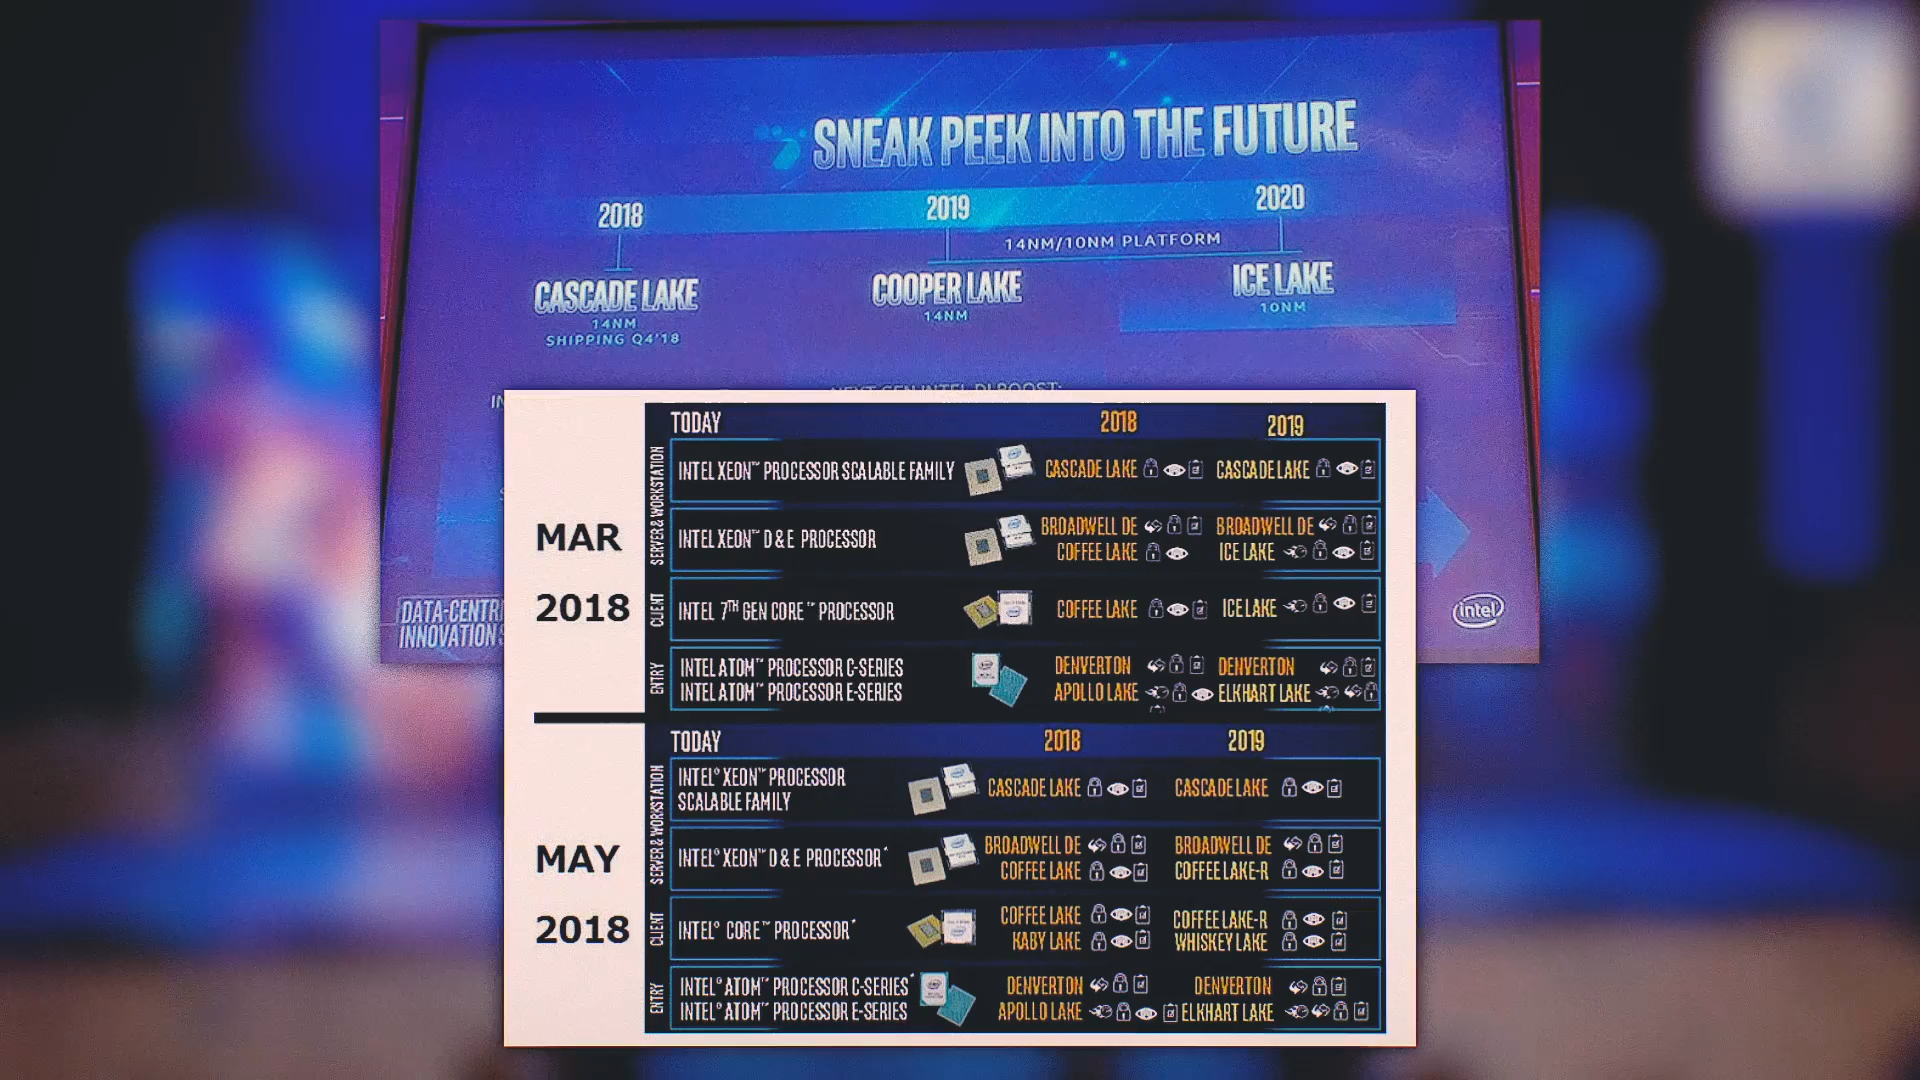 SNEAK PEEK INTO THE FUTURE
2018
2019
2020
14NM/10NM PLATFORM
CASCADE LAKE
COOPER LAKE
ICE LAKE
14NM
14NM
10NM
SHIPPING Q4'18
NEXT GEN INTEL DL BOOST:
DATA-CENTRI
INNOVATION
intel
MAR
2018
TODAY
2018
2019
SERVER & WORKSTATION
INTEL XEON™ PROCESSOR SCALABLE FAMILY
CASCADE LAKE
CASCADE LAKE
INTEL XEON™ D & E PROCESSOR
BROADWELL DE
BROADWELL DE
COFFEE LAKE
ICE LAKE
CLIENT
INTEL 7TH GEN CORE™ PROCESSOR
COFFEE LAKE
ICE LAKE
ENTRY
INTEL ATOM™ PROCESSOR C-SERIES
DENVERTON
DENVERTON
INTEL ATOM™ PROCESSOR E-SERIES
APOLLO LAKE
ELKHART LAKE
MAY
2018
TODAY
2018
2019
SERVER & WORKSTATION
INTEL® XEON™ PROCESSOR
SCALABLE FAMILY
CASCADE LAKE
CASCADE LAKE
INTEL® XEON™ D & E PROCESSOR*
BROADWELL DE
BROADWELL DE
COFFEE LAKE
COFFEE LAKE-R
CLIENT
INTEL® CORE™ PROCESSOR*
COFFEE LAKE
COFFEE LAKE-R
KABY LAKE
WHISKEY LAKE
ENTRY
INTEL® ATOM™ PROCESSOR C-SERIES*
DENVERTON
DENVERTON
INTEL® ATOM™ PROCESSOR E-SERIES
APOLLO LAKE
ELKHART LAKE